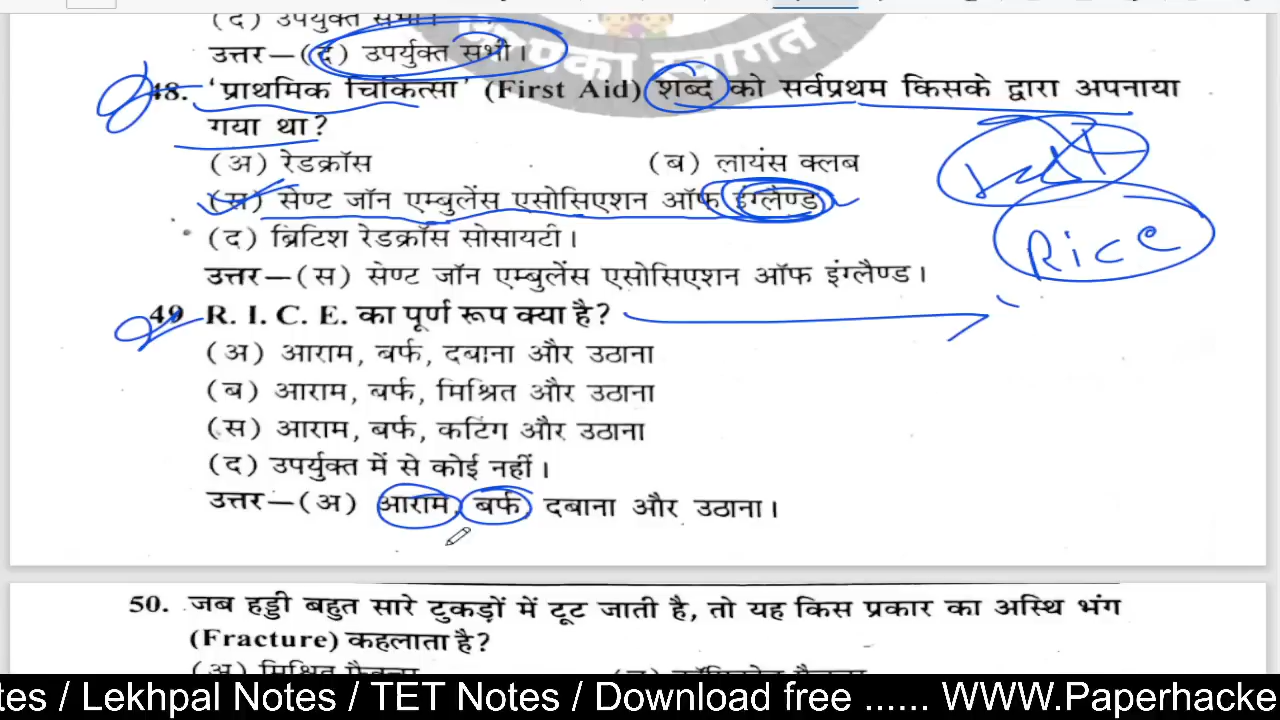 (द) उपर्युक्त सभी।
उत्तर–(द) उपर्युक्त सभी।
48. 'प्राथमिक चिकित्सा' (First Aid) शब्द को सर्वप्रथम किसके द्वारा अपनाया
गया था?
(अ) रेडक्रॉस (ब) लायंस क्लब
(स) सेण्ट जॉन एम्बुलेंस एसोसिएशन ऑफ इंग्लैण्ड
(द) ब्रिटिश रेडक्रॉस सोसायटी।
उत्तर–(स) सेण्ट जॉन एम्बुलेंस एसोसिएशन ऑफ इंग्लैण्ड।
Rice
49 R. I. C. E. का पूर्ण रूप क्या है?
(अ) आराम, बर्फ, दबाना और उठाना
(ब) आराम, बर्फ, मिश्रित और उठाना
(स) आराम, बर्फ, कटिंग और उठाना
(द) उपर्युक्त में से कोई नहीं।
उत्तर–(अ) आराम, बर्फ, दबाना और उठाना।
50. जब हड्डी बहुत सारे टुकड़ों में टूट जाती है, तो यह किस प्रकार का अस्थि भंग
(Fracture) कहलाता है?
tes / Lekhpal Notes / TET Notes / Download free ...... WWW.Paperhacke